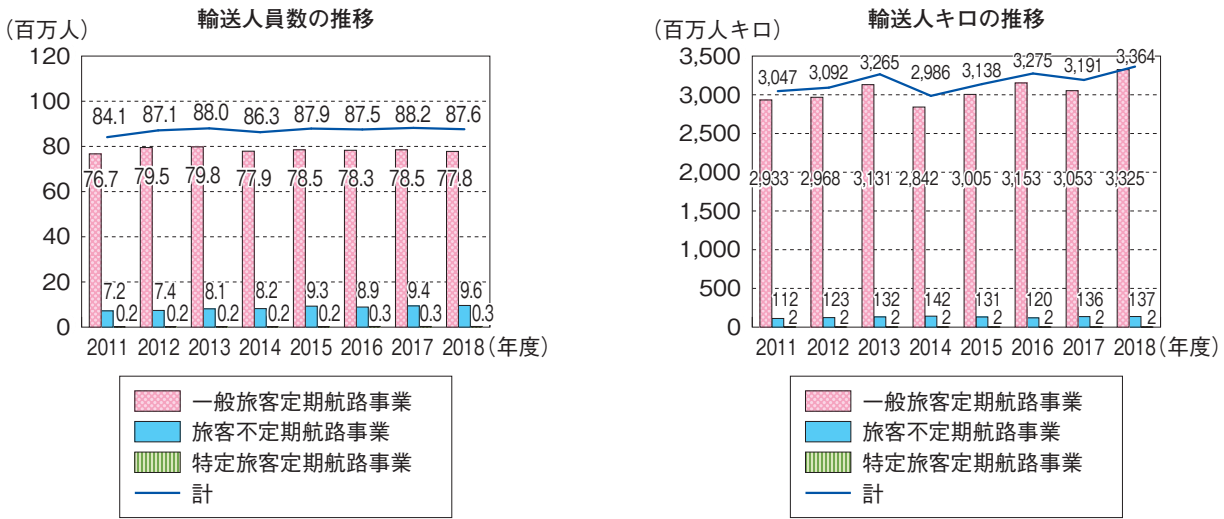 輸送人員数の推移
（百万人）
120
100
80
60
40
20
0
84.1 87.1 88.0 86.3 87.9 87.5 88.2 87.6
76.7 79.5 79.8 77.9 78.5 78.3 78.5 77.8
7.2 7.4 8.1 8.2 9.3 8.9 9.4 9.6
0.2 0.2 0.2 0.2 0.2 0.3 0.3 0.3
2011 2012 2013 2014 2015 2016 2017 2018（年度）
一般旅客定期航路事業
旅客不定期航路事業
特定旅客定期航路事業
計
輸送人キロの推移
（百万人キロ）
3,500
3,000
2,500
2,000
1,500
1,000
500
0
3,047 3,092 3,265 2,986 3,138 3,275 3,191 3,364
2,933 2,968 3,131 2,842 3,005 3,153 3,053 3,325
112 123 132 142 131 120 136 137
2 2 2 2 2 2 2 2
2011 2012 2013 2014 2015 2016 2017 2018（年度）
一般旅客定期航路事業
旅客不定期航路事業
特定旅客定期航路事業
計